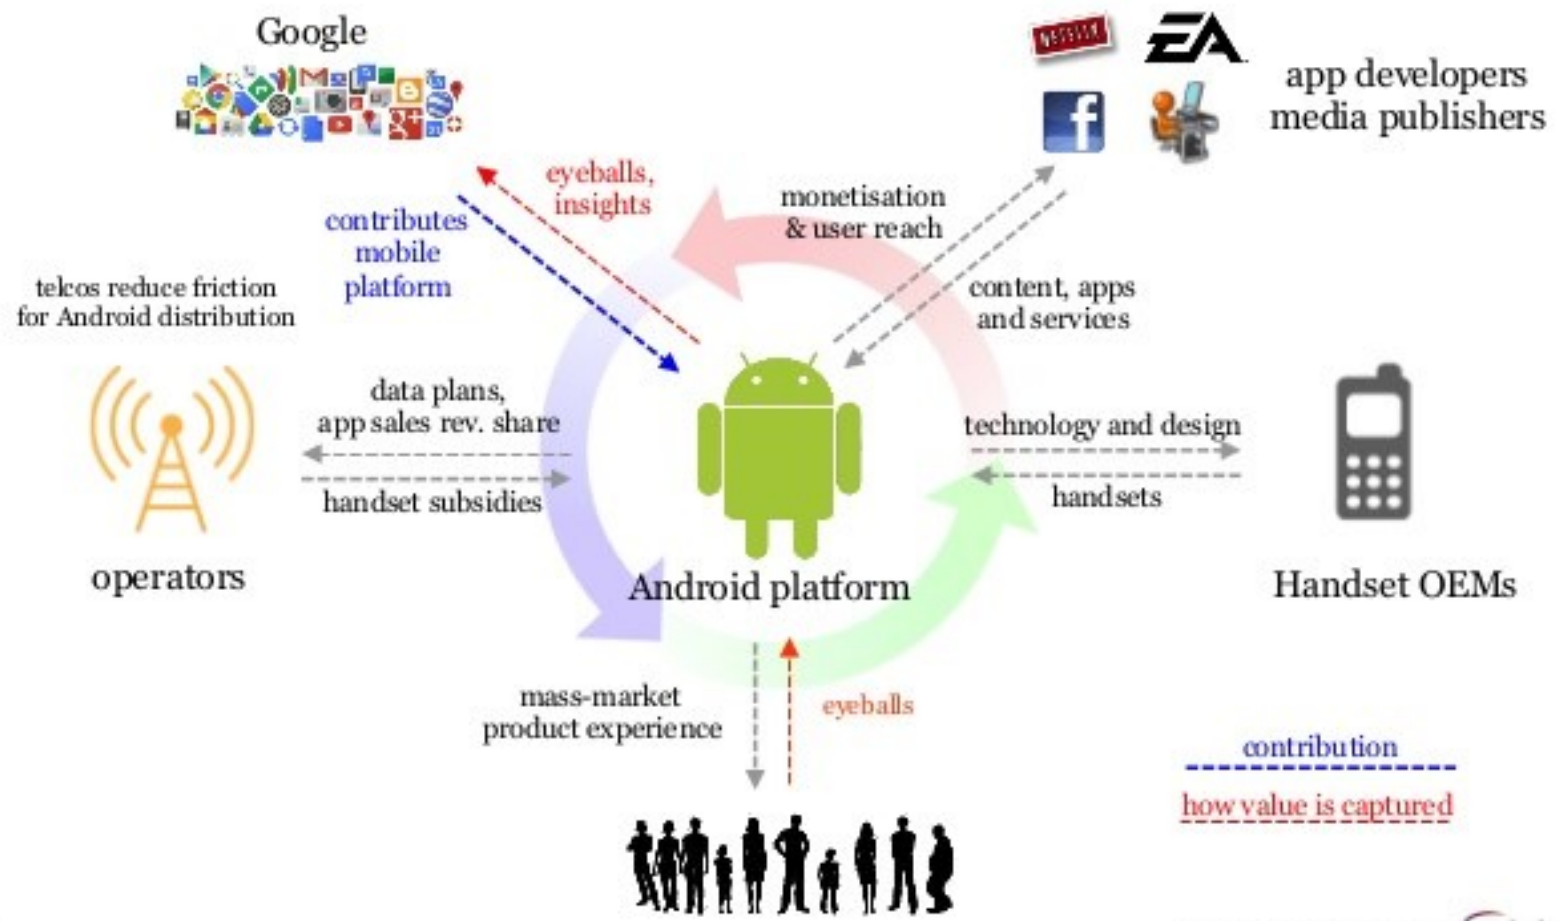 Google
NETFLIX
EA
app developers
media publishers
eyeballs,
insights
contributes
mobile
platform
monetisation
& user reach
content, apps
and services
telcos reduce friction
for Android distribution
data plans,
app sales rev. share
handset subsidies
operators
technology and design
handsets
Handset OEMs
Android platform
mass-market
product experience
eyeballs
contribution
how value is captured